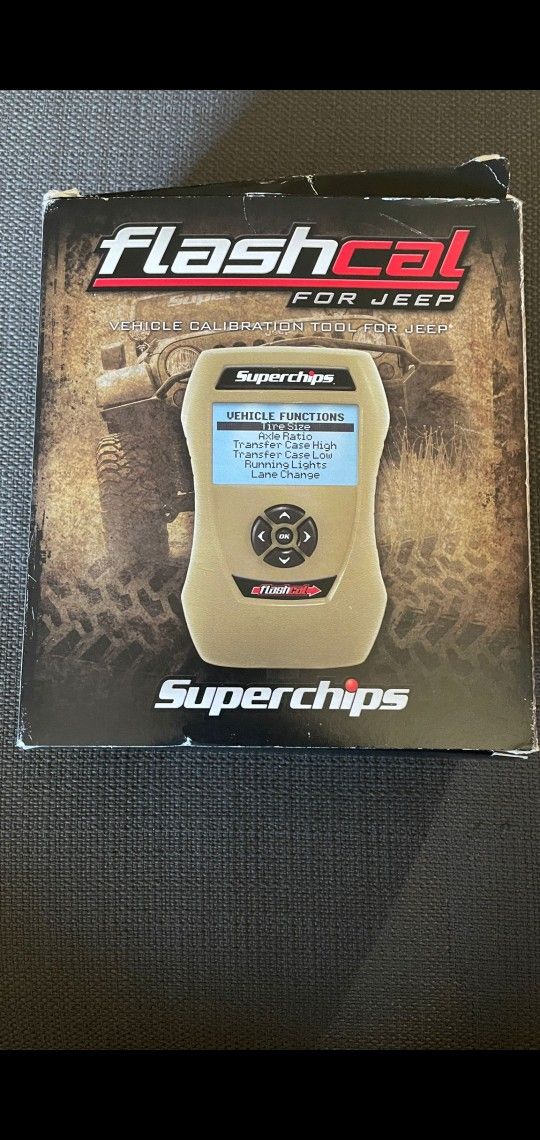 flashcal
FOR JEEP
VEHICLE CALIBRATION TOOL FOR JEEP®
Superchips
VEHICLE FUNCTIONS
Tire Size
Axle Ratio
Transfer Case High
Transfer Case Low
Running Lights
Lane Change
OK
flashcal
Superchips